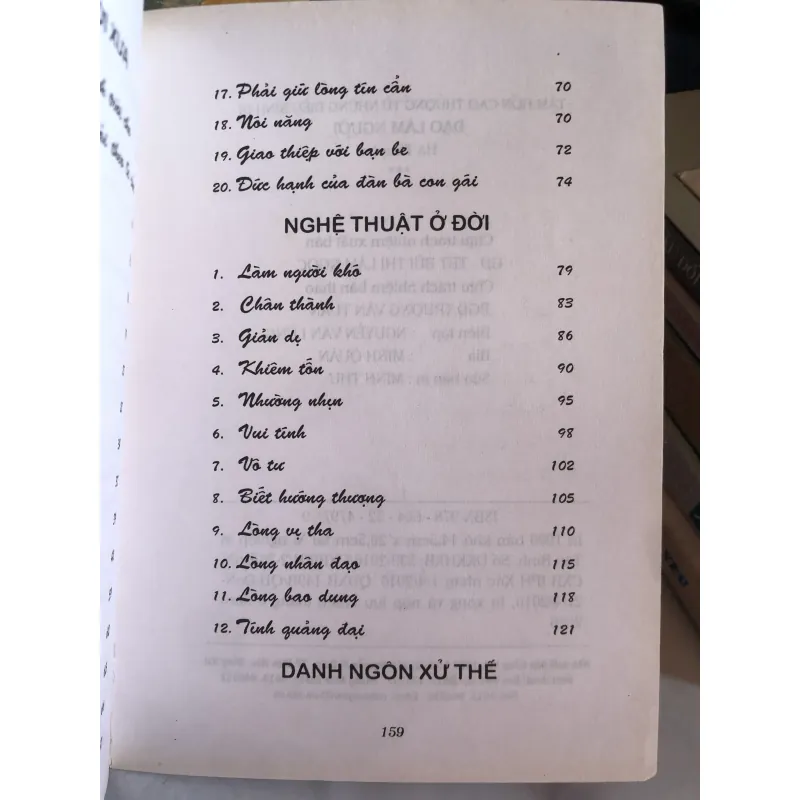 17. Phải giữ lòng tín cẩn 70
18. Nói năng 70
19. Giao thiệp với bạn be 72
20. Đức hạnh của đàn bà con gái 74
NGHỆ THUẬT Ở ĐỜI
1. Làm người khó 79
2. Chân thành 83
3. Giản dị 86
4. Khiêm tốn 90
5. Nhường nhịn 95
6. Vui tính 98
7. Vô tư 102
8. Biết hướng thượng 105
9. Lòng vị tha 110
10. Lòng nhân đạo 115
11. Lòng bao dung 118
12. Tính quảng đại 121
DANH NGÔN XỬ THẾ
159